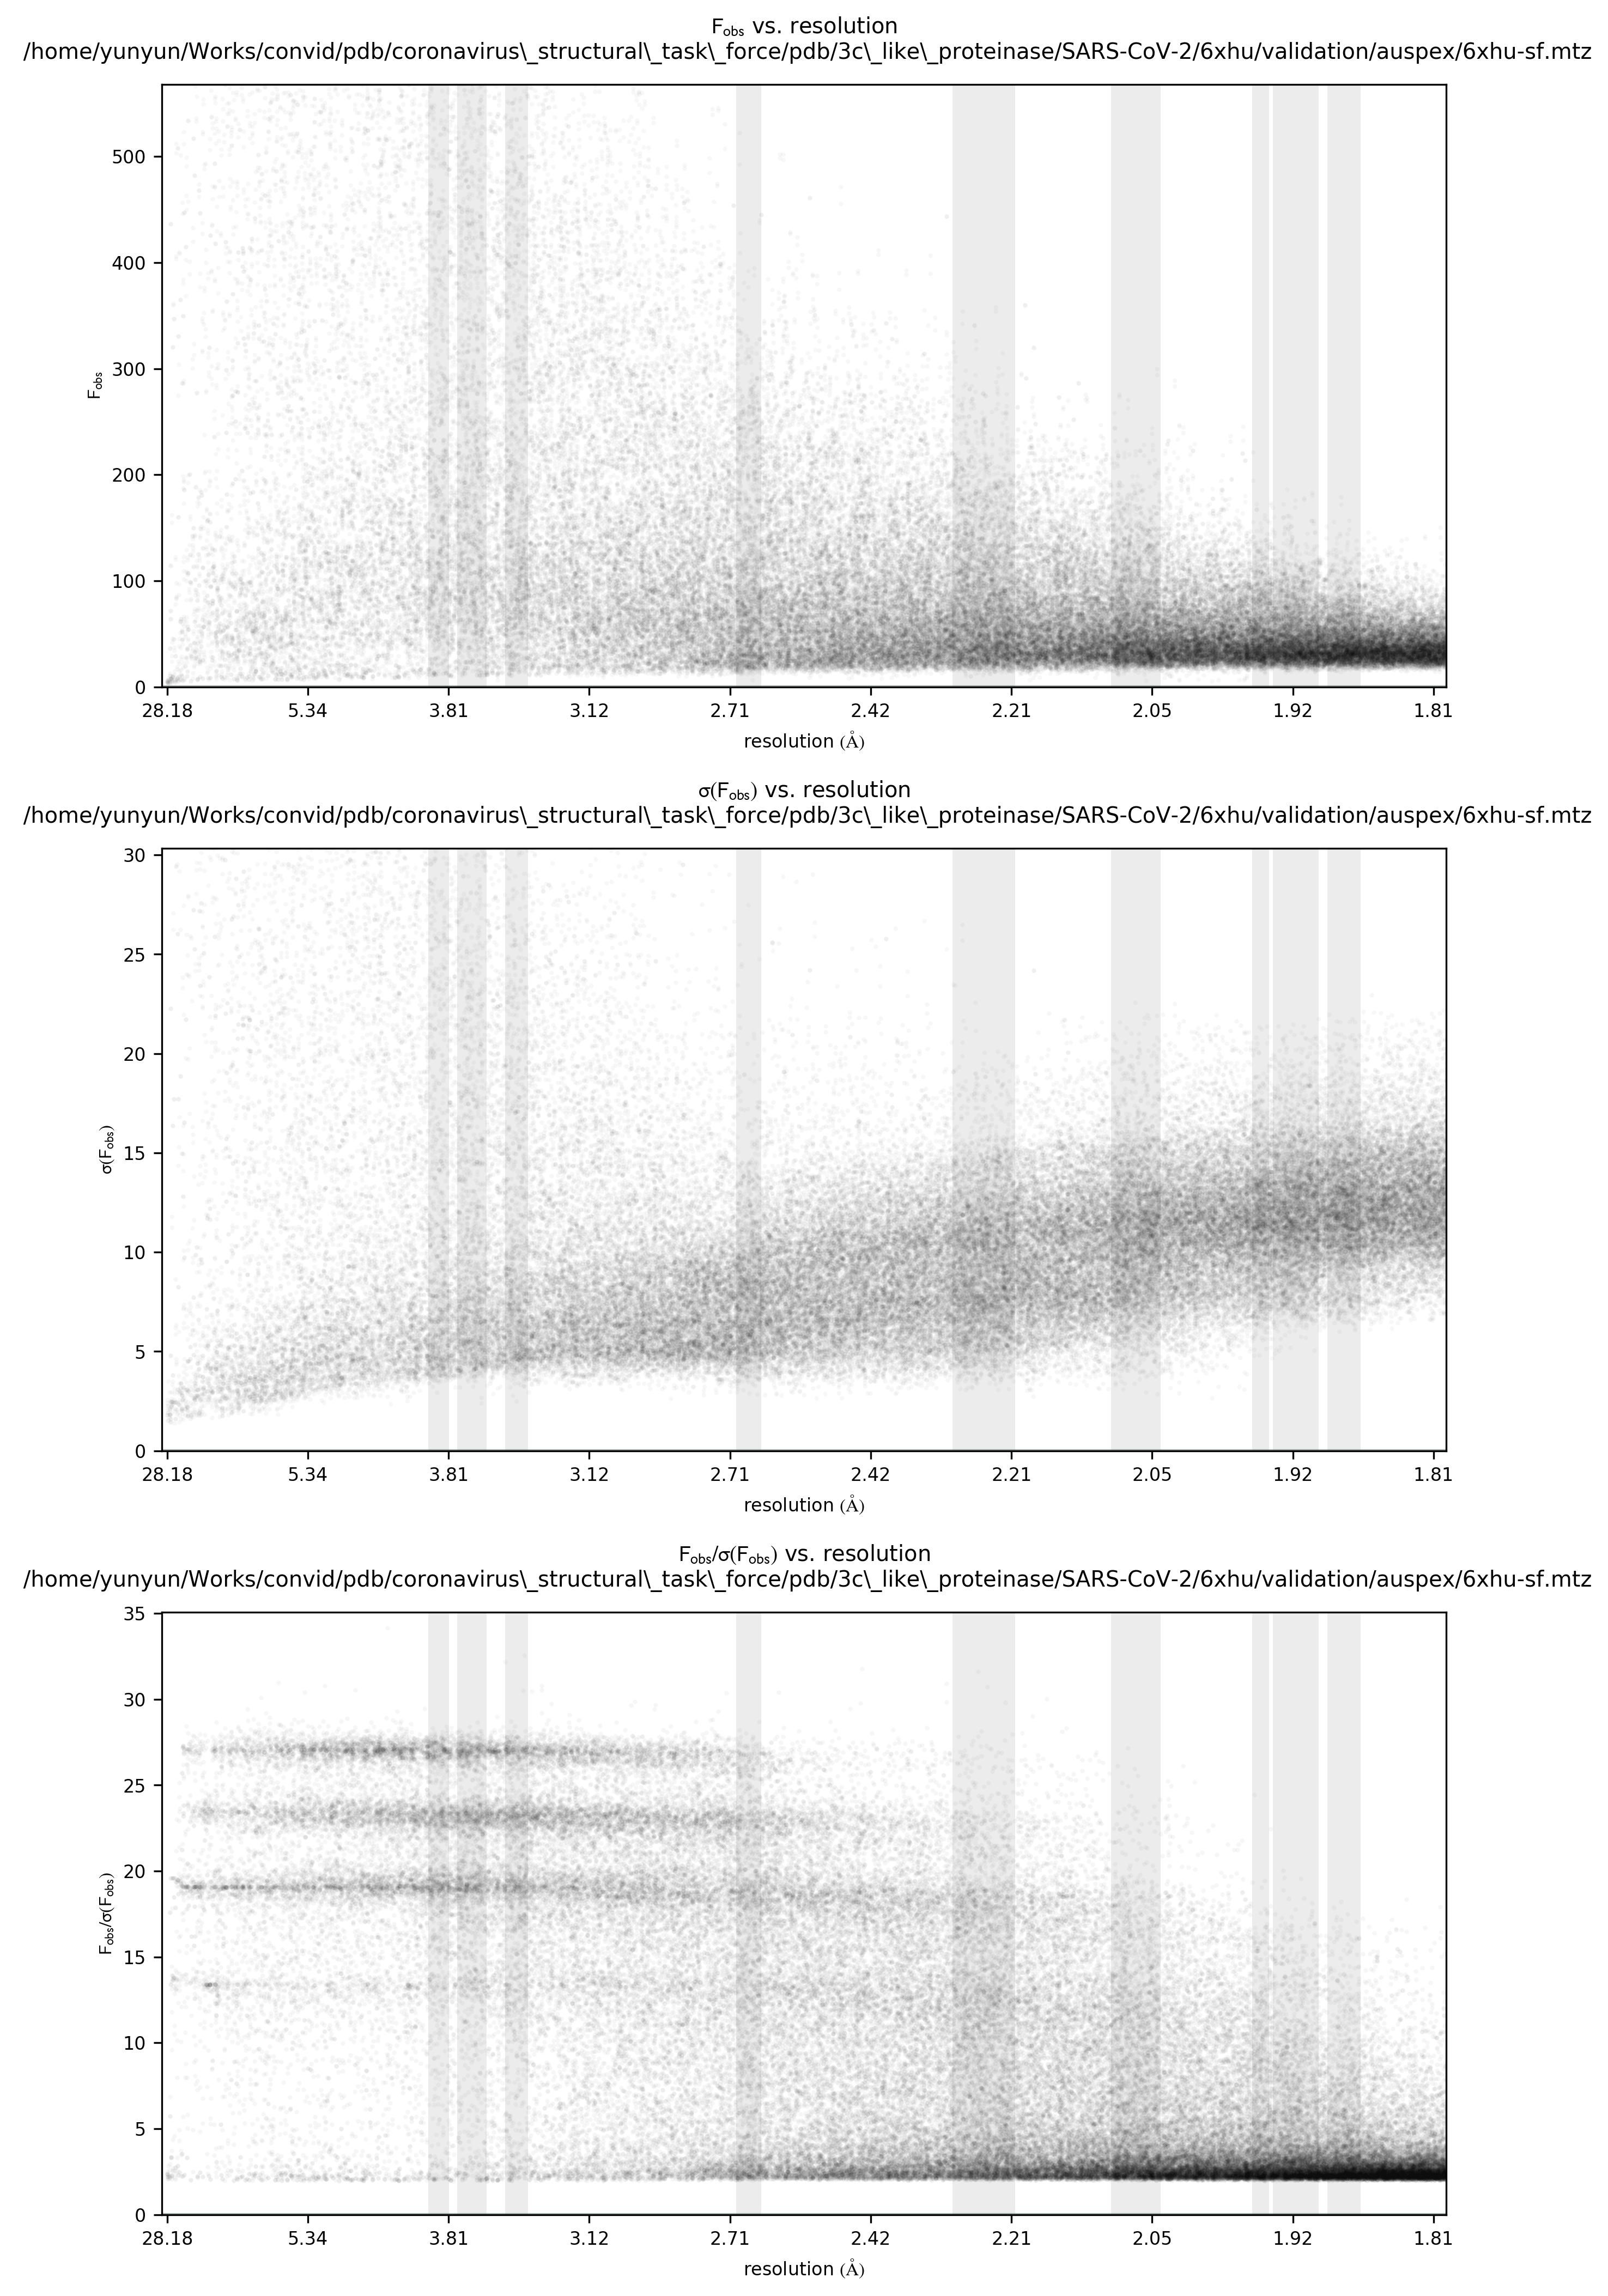 Fobs vs. resolution
/home/yunyun/Works/convid/pdb/coronavirus\_structural\_task\_force/pdb/3c\_like\_proteinase/SARS-CoV-2/6xhu/validation/auspex/6xhu-sf.mtz
500
400
300
200
100
0
Fobs
28.18 5.34 3.81 3.12 2.71 2.42 2.21 2.05 1.92 1.81
resolution (Å)
σ(Fobs) vs. resolution
/home/yunyun/Works/convid/pdb/coronavirus\_structural\_task\_force/pdb/3c\_like\_proteinase/SARS-CoV-2/6xhu/validation/auspex/6xhu-sf.mtz
30
25
20
15
10
5
0
σ(Fobs)
28.18 5.34 3.81 3.12 2.71 2.42 2.21 2.05 1.92 1.81
resolution (Å)
Fobs/σ(Fobs) vs. resolution
/home/yunyun/Works/convid/pdb/coronavirus\_structural\_task\_force/pdb/3c\_like\_proteinase/SARS-CoV-2/6xhu/validation/auspex/6xhu-sf.mtz
35
30
25
20
15
10
5
0
Fobs/σ(Fobs)
28.18 5.34 3.81 3.12 2.71 2.42 2.21 2.05 1.92 1.81
resolution (Å)